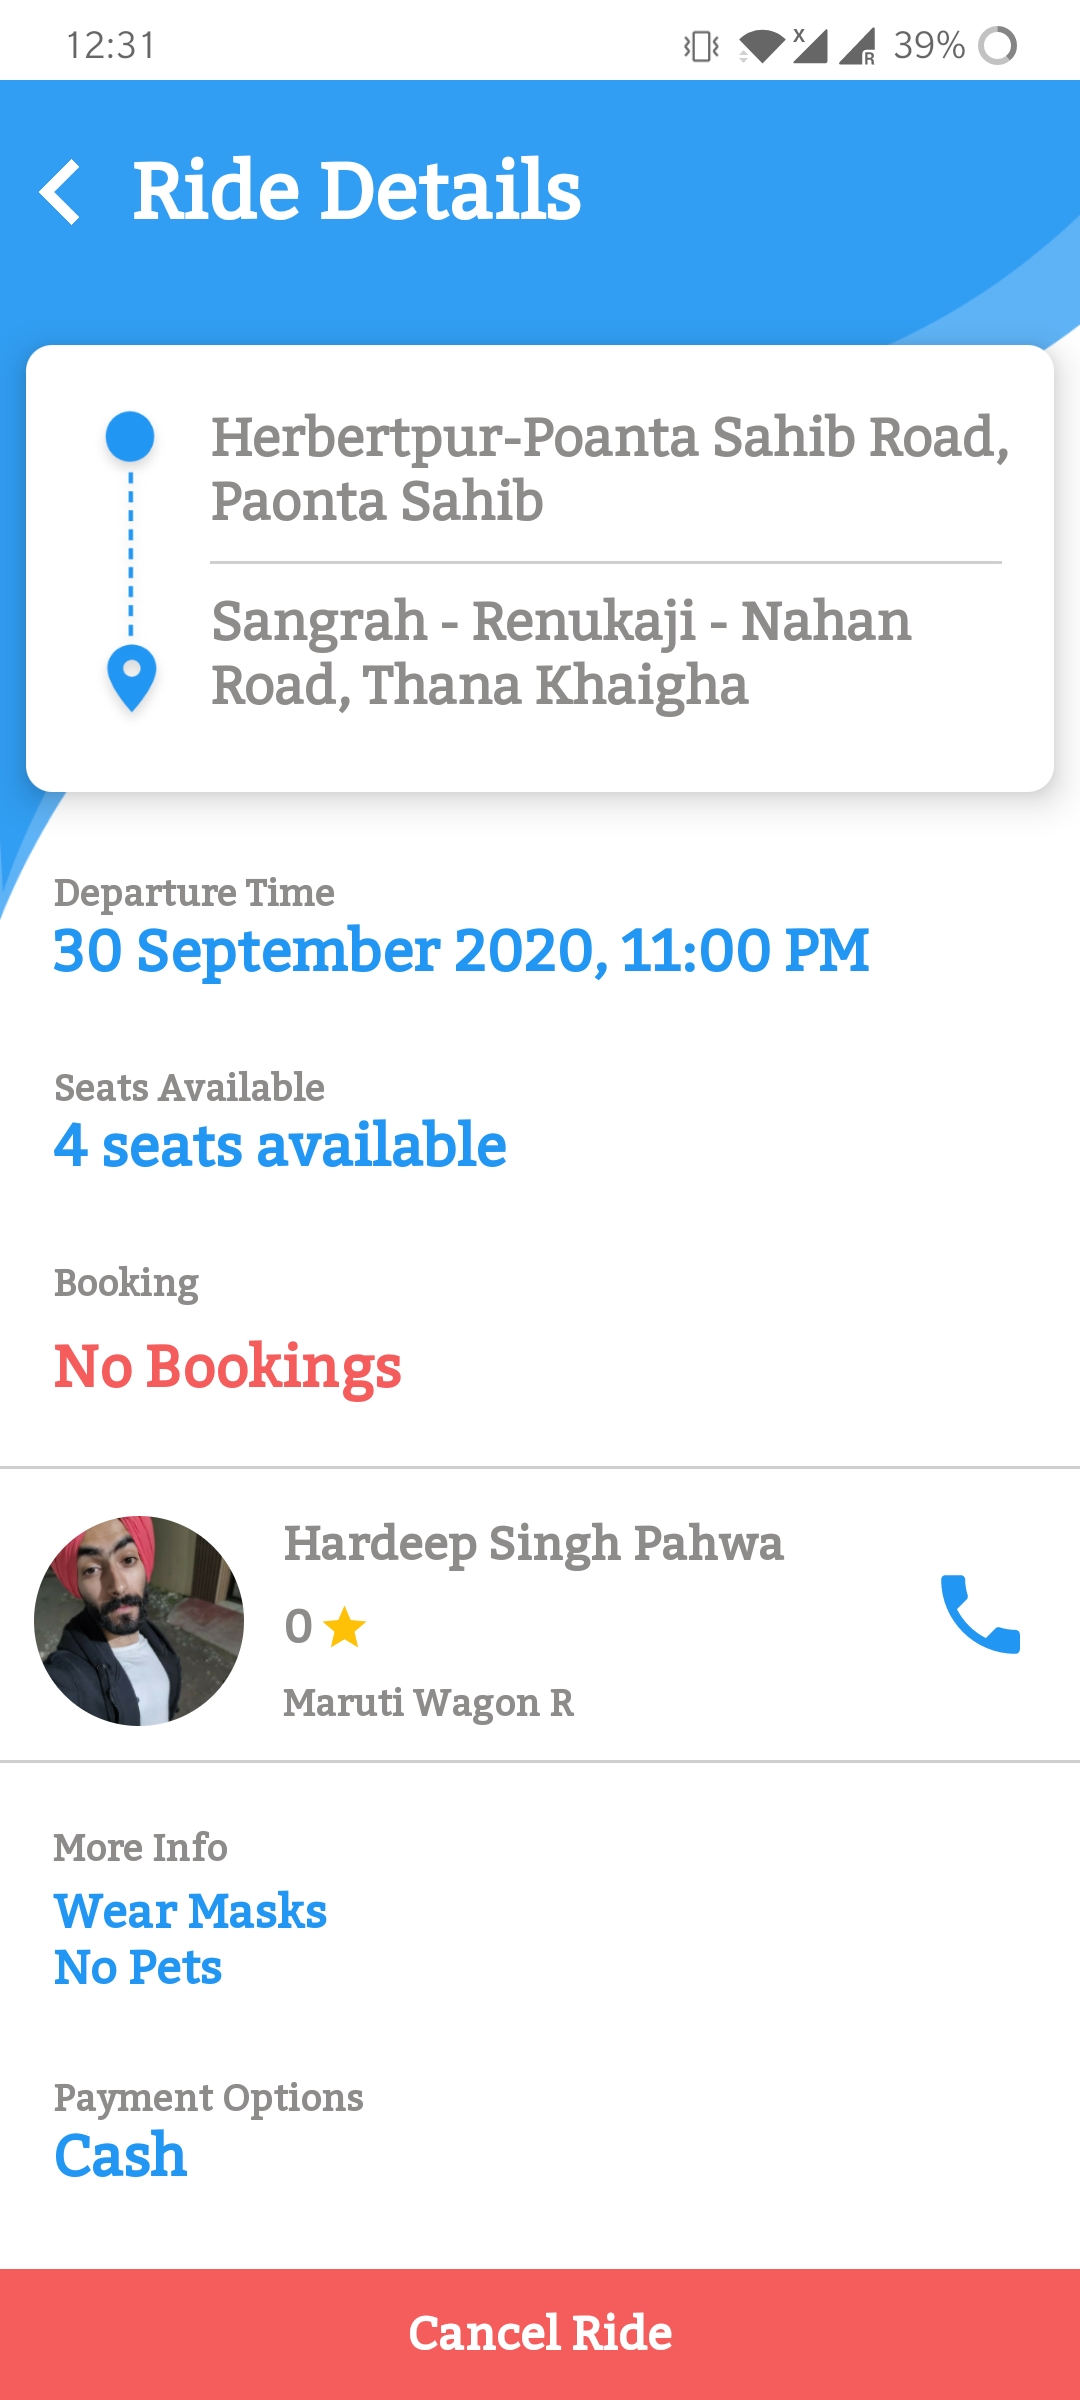 12:31
X R 39%
Ride Details
Herbertpur-Poanta Sahib Road,
Paonta Sahib
Sangrah - Renukaji - Nahan
Road, Thana Khaigha
Departure Time
30 September 2020, 11:00 PM
Seats Available
4 seats available
Booking
No Bookings
Hardeep Singh Pahwa
0
Maruti Wagon R
More Info
Wear Masks
No Pets
Payment Options
Cash
Cancel Ride